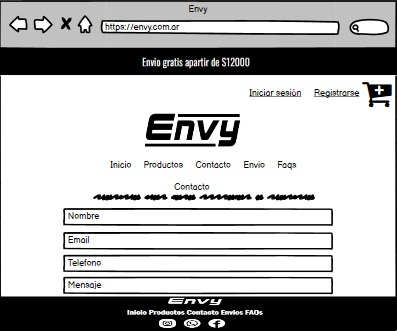 Envy
https://envy.com.ar
Envio gratis apartir de $12000
Iniciar sesión Registrarse
Envy
Inicio Productos Contacto Envio Faqs
Contacto
Nombre
Email
Telefono
Mensaje
Envy
Inicio Productos Contacto Envios FAQs